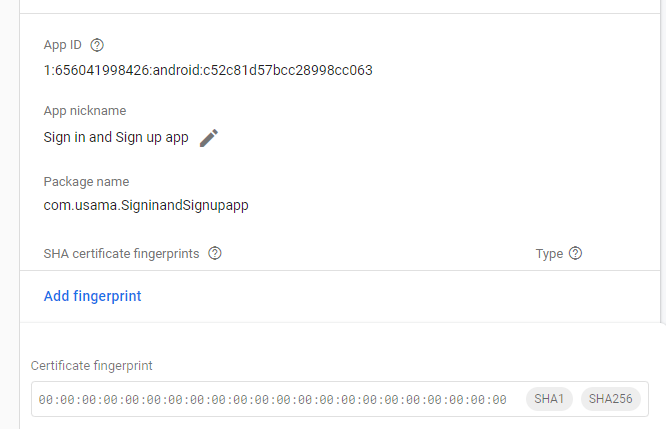 App ID
1:656041998426:android:c52c81d57bcc28998cc063
App nickname
Sign in and Sign up app
Package name
com.usama.SigninandSignupapp
SHA certificate fingerprints Type
Add fingerprint
Certificate fingerprint
00:00:00:00:00:00:00:00:00:00:00:00:00:00:00:00:00:00:00:00:00:00 SHA1 SHA256